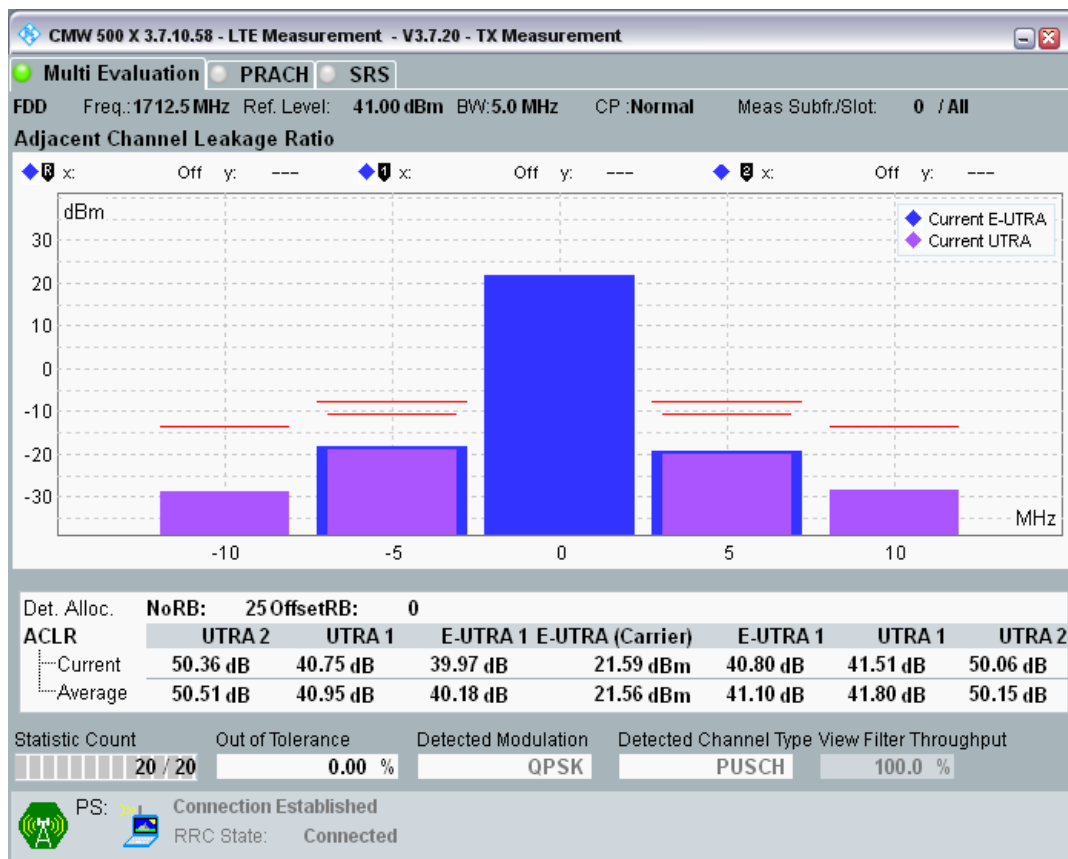 CMW 500 X 3.7.10.58 - LTE Measurement - V3.7.20 - TX Measurement
Multi Evaluation PRACH SRS
FDD Freq.: 1712.5 MHz Ref. Level: 41.00 dBm BW: 5.0 MHz CP : Normal Meas Subfr./Slot: 0 / All
Adjacent Channel Leakage Ratio
R x: Off y: --- 1 x: Off y: --- 2 x: Off y: ---
dBm
Current E-UTRA
Current UTRA
30
20
10
0
-10
-20
-30
MHz
-10 -5 0 5 10
Det. Alloc. NoRB: 25 OffsetRB: 0
ACLR UTRA 2 UTRA 1 E-UTRA 1 E-UTRA (Carrier) E-UTRA 1 UTRA 1 UTRA 2
Current 50.36 dB 40.75 dB 39.97 dB 21.59 dBm 40.80 dB 41.51 dB 50.06 dB
Average 50.51 dB 40.95 dB 40.18 dB 21.56 dBm 41.10 dB 41.80 dB 50.15 dB
Statistic Count Out of Tolerance Detected Modulation Detected Channel Type View Filter Throughput
20 / 20 0.00 % QPSK PUSCH 100.0 %
PS: Connection Established
RRC State: Connected